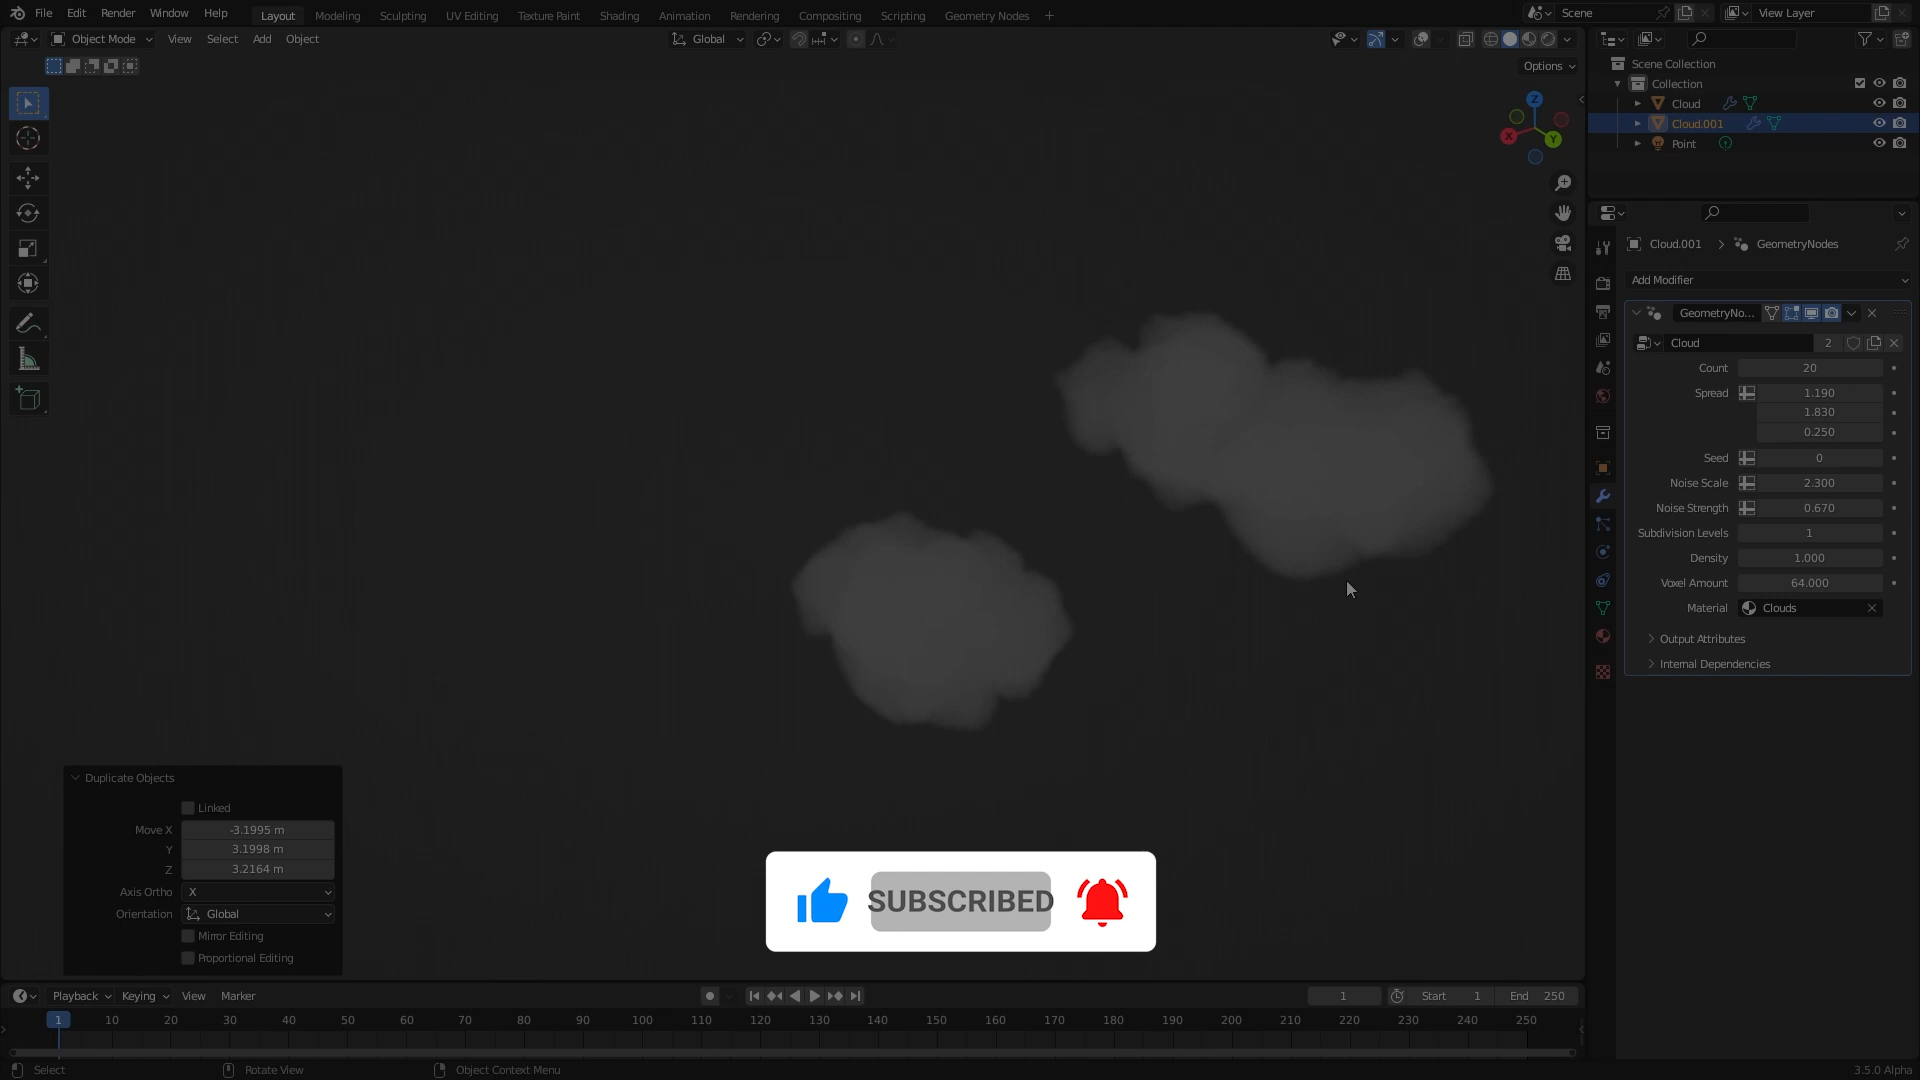 File Edit Render Window Help Layout Modeling Sculpting UV Editing Texture Paint Shading Animation Rendering Compositing Scripting Geometry Nodes + Scene View Layer
Object Mode View Select Add Object Global
Options
Scene Collection
Collection
Cloud
Cloud.001
Point
Z
X
Y
Cloud.001 > GeometryNodes
Add Modifier
GeometryNo...
Cloud 2
Count 20
Spread 1.190
1.830
0.250
Seed 0
Noise Scale 2.300
Noise Strength 0.670
Subdivision Levels 1
Density 1.000
Voxel Amount 64.000
Material Clouds
Output Attributes
Internal Dependencies
Duplicate Objects
Linked
Move X -3.1995 m
Y 3.1998 m
Z 3.2164 m
Axis Ortho X
Orientation Global
Mirror Editing
Proportional Editing
SUBSCRIBED
Playback Keying View Marker 1 Start 1 End 250
1 10 20 30 40 50 60 70 80 90 100 110 120 130 140 150 160 170 180 190 200 210 220 230 240 250
Select Rotate View Object Context Menu 3.5.0 Alpha